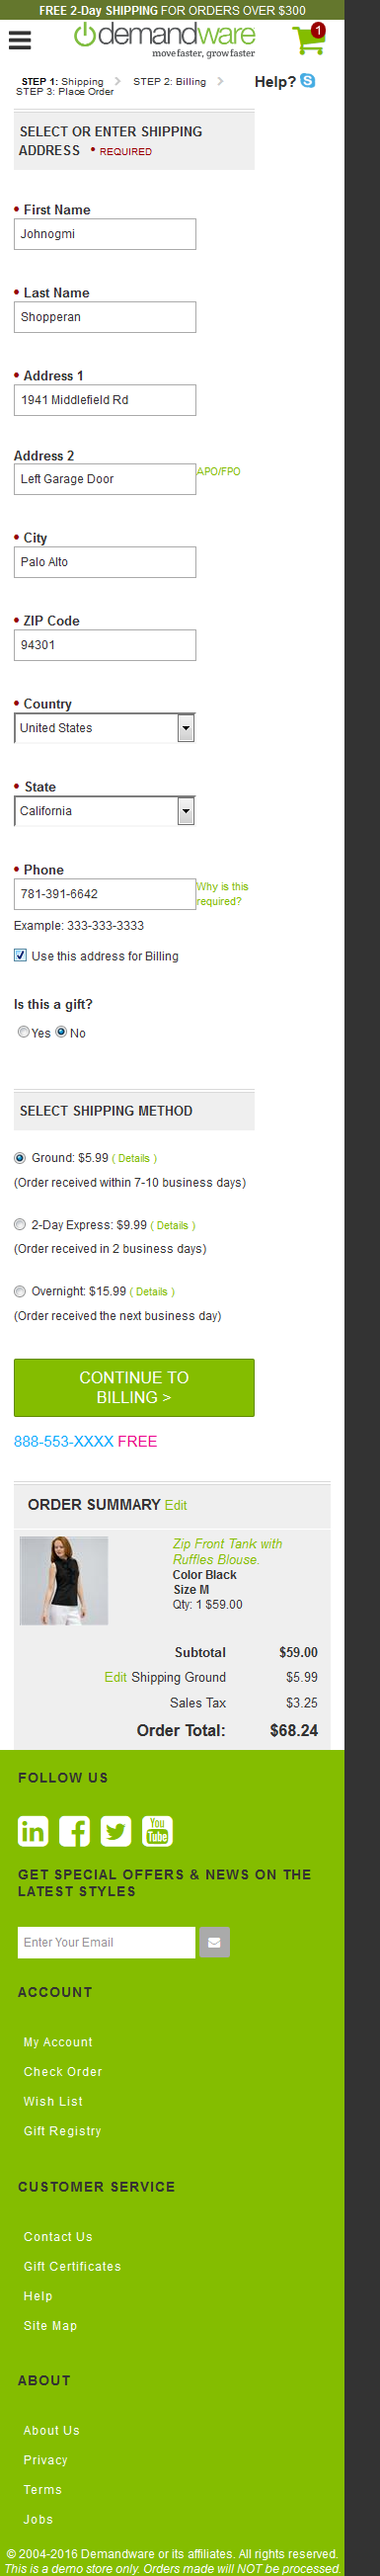 FREE 2-Day SHIPPING FOR ORDERS OVER $300
demandware
1
move faster, grow faster
STEP 1: Shipping STEP 2: Billing
STEP 3: Place Order
Help?
SELECT OR ENTER SHIPPING
ADDRESS • REQUIRED
• First Name
Johnogmi
• Last Name
Shopperan
• Address 1
1941 Middlefield Rd
Address 2
Left Garage Door APO/FPO
• City
Palo Alto
• ZIP Code
94301
• Country
United States
• State
California
• Phone
781-391-6642 Why is this
required?
Example: 333-333-3333
Use this address for Billing
Is this a gift?
Yes No
SELECT SHIPPING METHOD
Ground: $5.99 ( Details )
(Order received within 7-10 business days)
2-Day Express: $9.99 ( Details )
(Order received in 2 business days)
Overnight: $15.99 ( Details )
(Order received the next business day)
CONTINUE TO
BILLING >
888-553-XXXX FREE
ORDER SUMMARY Edit
Zip Front Tank with
Ruffles Blouse.
Color Black
Size M
Qty: 1 $59.00
Subtotal $59.00
Edit Shipping Ground $5.99
Sales Tax $3.25
Order Total: $68.24
FOLLOW US
in f You Tube
GET SPECIAL OFFERS & NEWS ON THE
LATEST STYLES
Enter Your Email
ACCOUNT
My Account
Check Order
Wish List
Gift Registry
CUSTOMER SERVICE
Contact Us
Gift Certificates
Help
Site Map
ABOUT
About Us
Privacy
Terms
Jobs
© 2004-2016 Demandware or its affiliates. All rights reserved.
This is a demo store only. Orders made will NOT be processed.